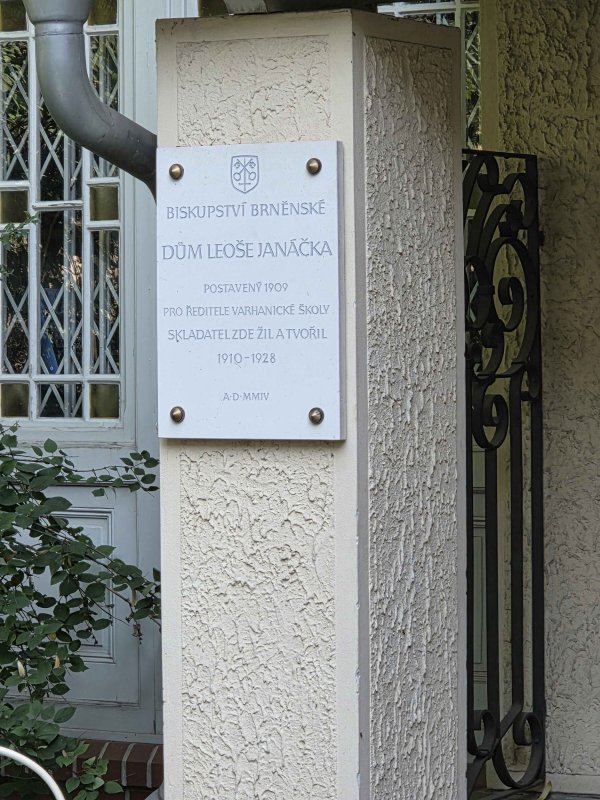 BISKUPSTVÍ BRNĚNSKÉ
DŮM LEOŠE JANÁČKA
POSTAVENÝ 1909
PRO ŘEDITELE VARHANICKÉ ŠKOLY
SKLADATEL ZDE ŽIL A TVOŘIL
1910-1928
A·D·MMIV